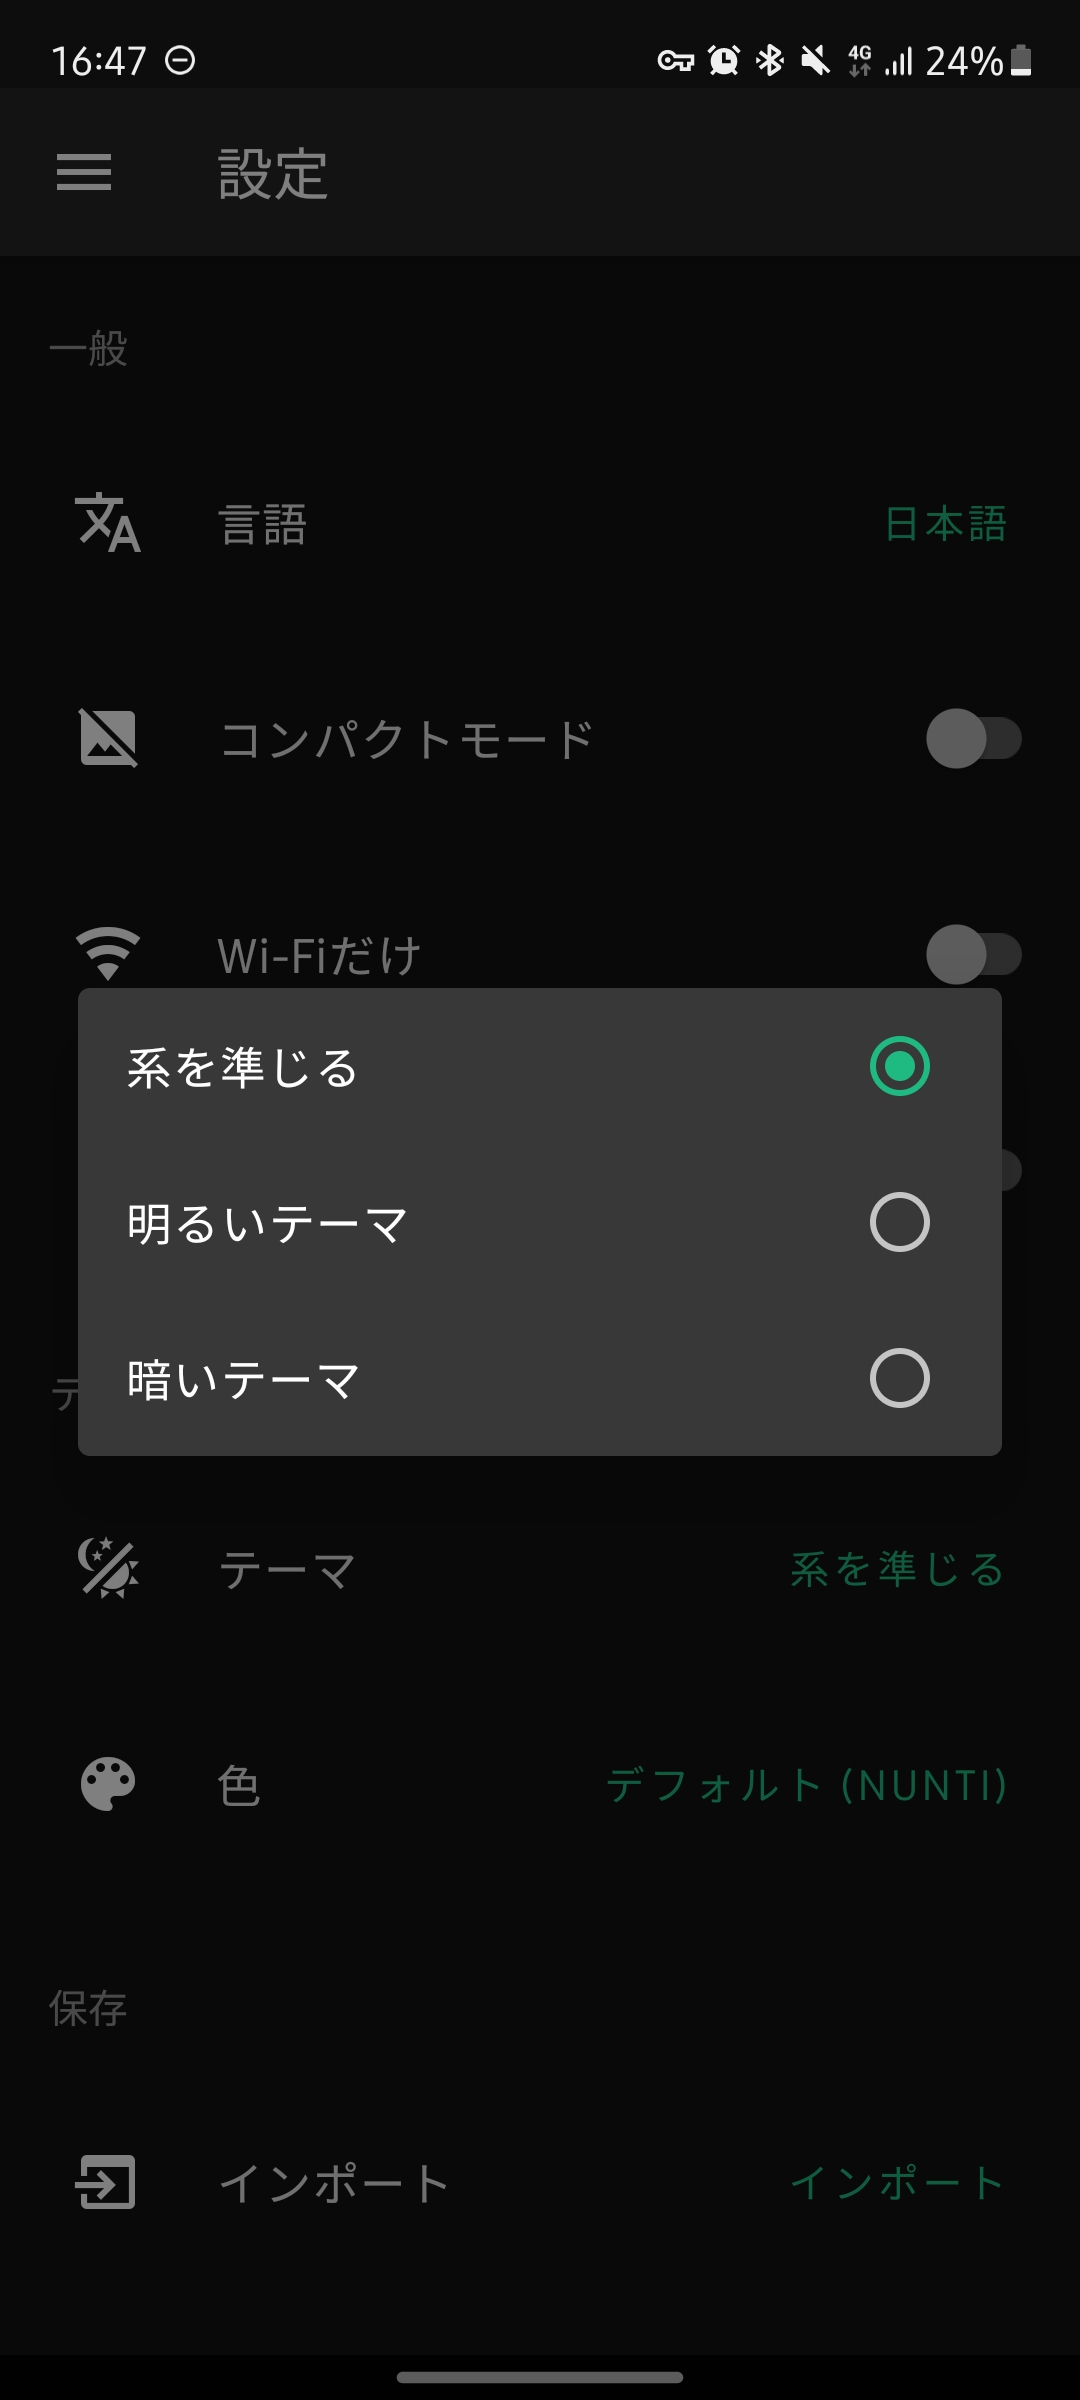 16:47
4G 24%
設定
一般
言語 日本語
コンパクトモード
Wi-Fiだけ
系を準じる
明るいテーマ
暗いテーマ
テーマ 系を準じる
色 デフォルト (NUNTI)
保存
インポート インポート